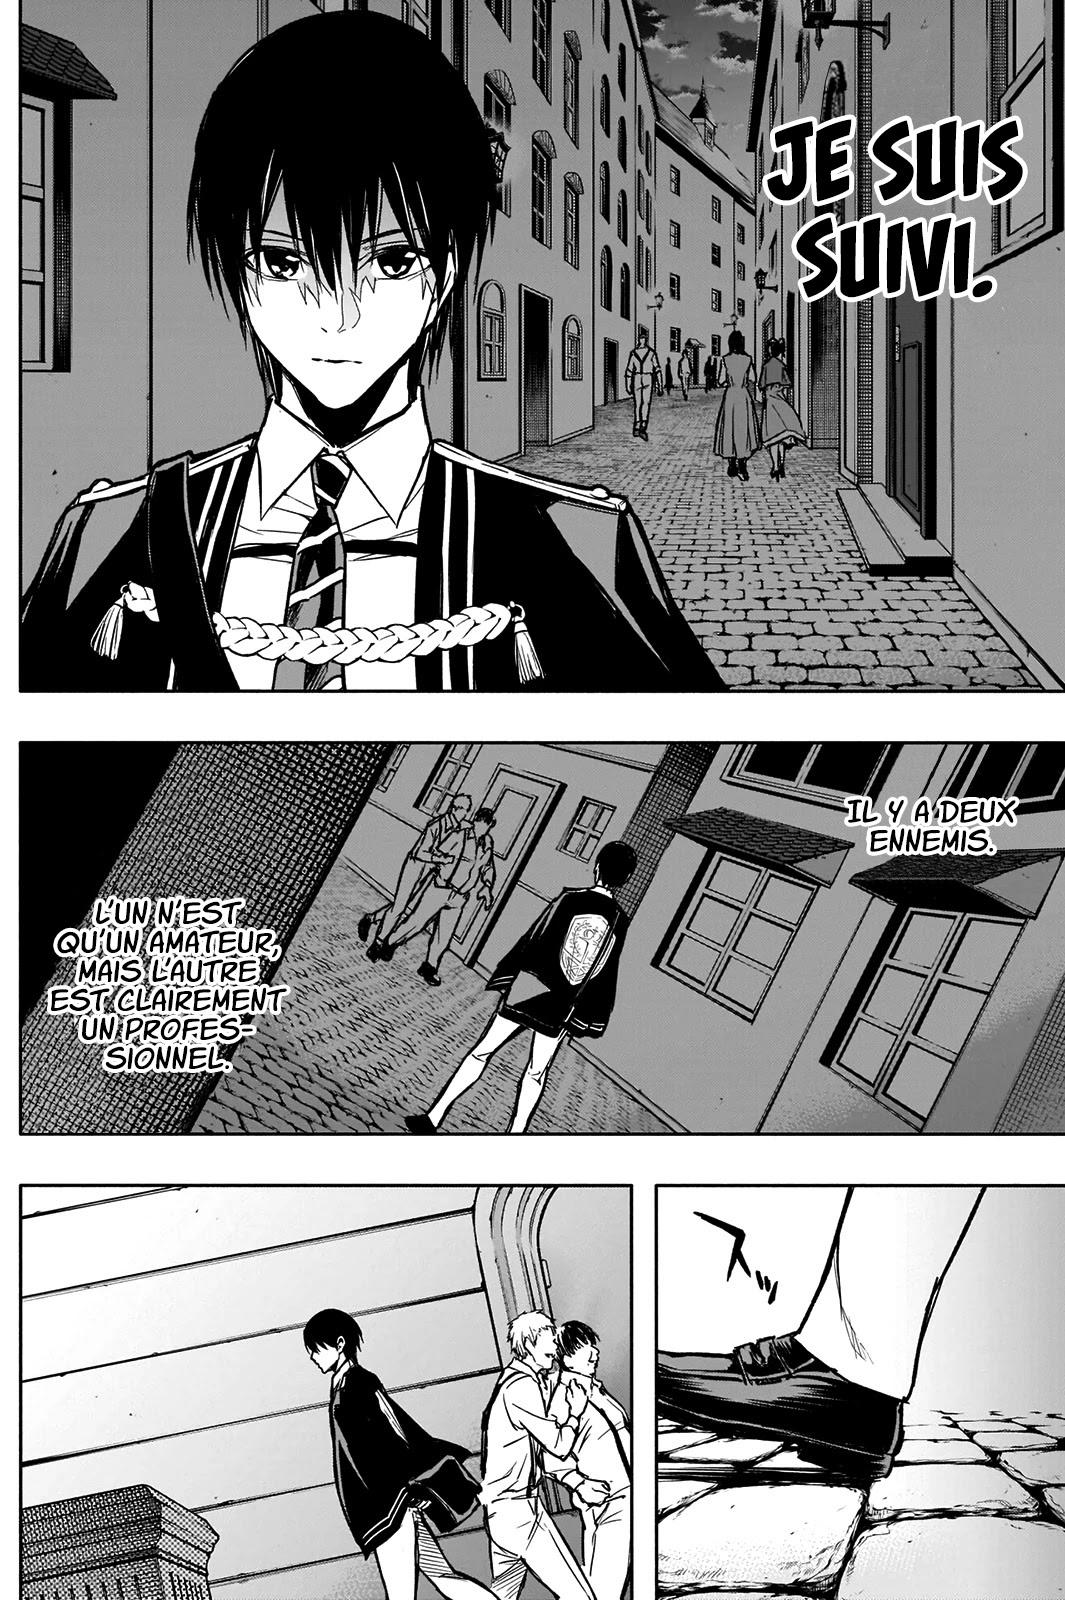 JE SUIS
SUIVI.
IL Y A DEUX
ENNEMIS.
L'UN N'EST
QU'UN AMATEUR,
MAIS L'AUTRE
EST CLAIREMENT
UN PROFES-
SIONNEL.